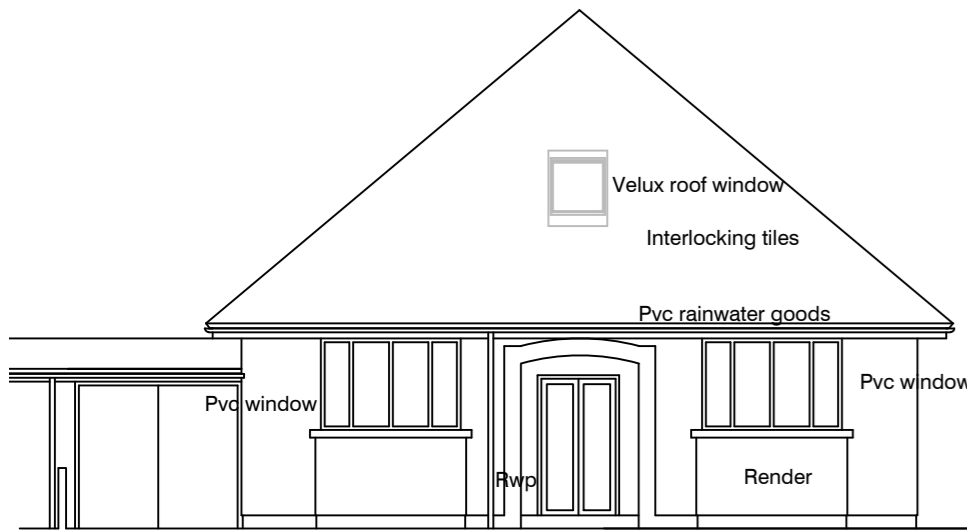 Velux roof window
Interlocking tiles
Pvc rainwater goods
Pvc window
Pvc window
Rwp
Render